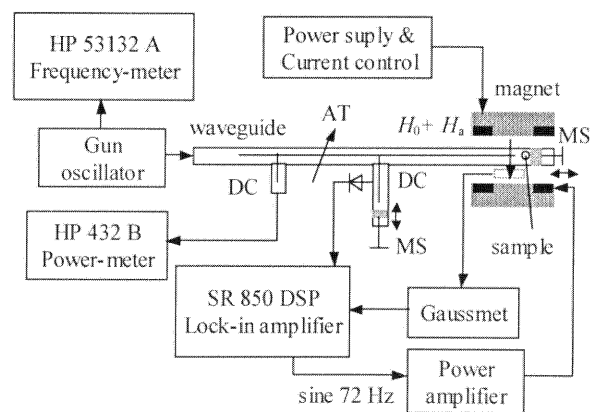 HP 53132 A
Frequency-meter
Power suply &
Current control
magnet
AT
H₀ + Hₐ
MS
waveguide
Gun
oscillator
DC
DC
HP 432 B
Power-meter
MS
sample
SR 850 DSP
Lock-in amplifier
Gaussmet
sine 72 Hz
Power
amplifier